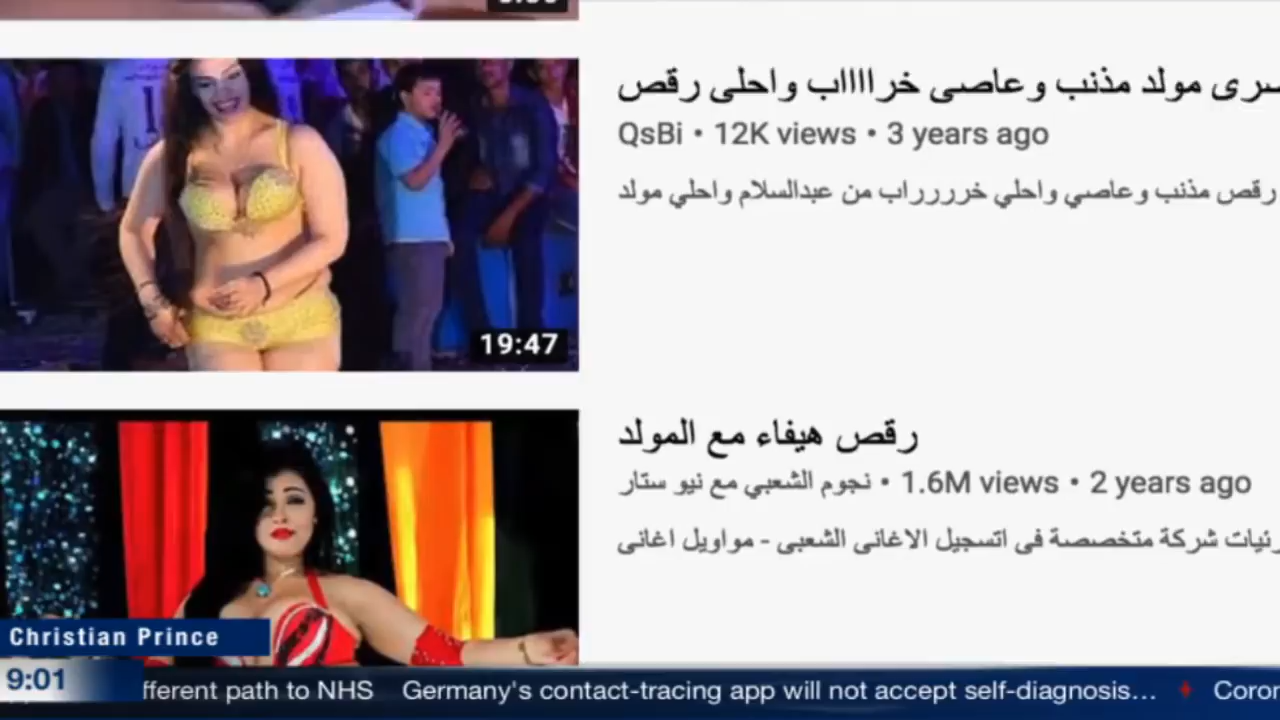 سرى مولد مذنب وعاصى خراااااب واحلى رقص
QsBi • 12K views • 3 years ago
رقص مذنب وعاصي واحلي خرررررراب من عبدالسلام واحلي مولد
19:47
رقص هيفاء مع المولد
نجوم الشعبي مع نيو ستار • 1.6M views • 2 years ago
رئيات شركة متخصصة فى اتسجيل الاغانى الشعبى - مواويل اغانى
Christian Prince
9:01
fferent path to NHS Germany's contact-tracing app will not accept self-diagnosis... Coror